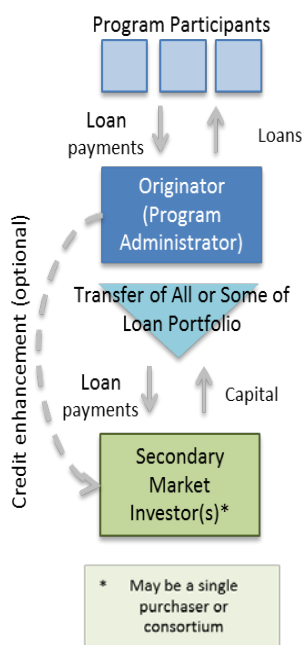 Program Participants
Loan
payments
Loans
Originator
(Program
Administrator)
Transfer of All or Some of
Loan Portfolio
Credit enhancement (optional)
Loan
payments
Capital
Secondary
Market
Investor(s)*
* May be a single
purchaser or
consortium